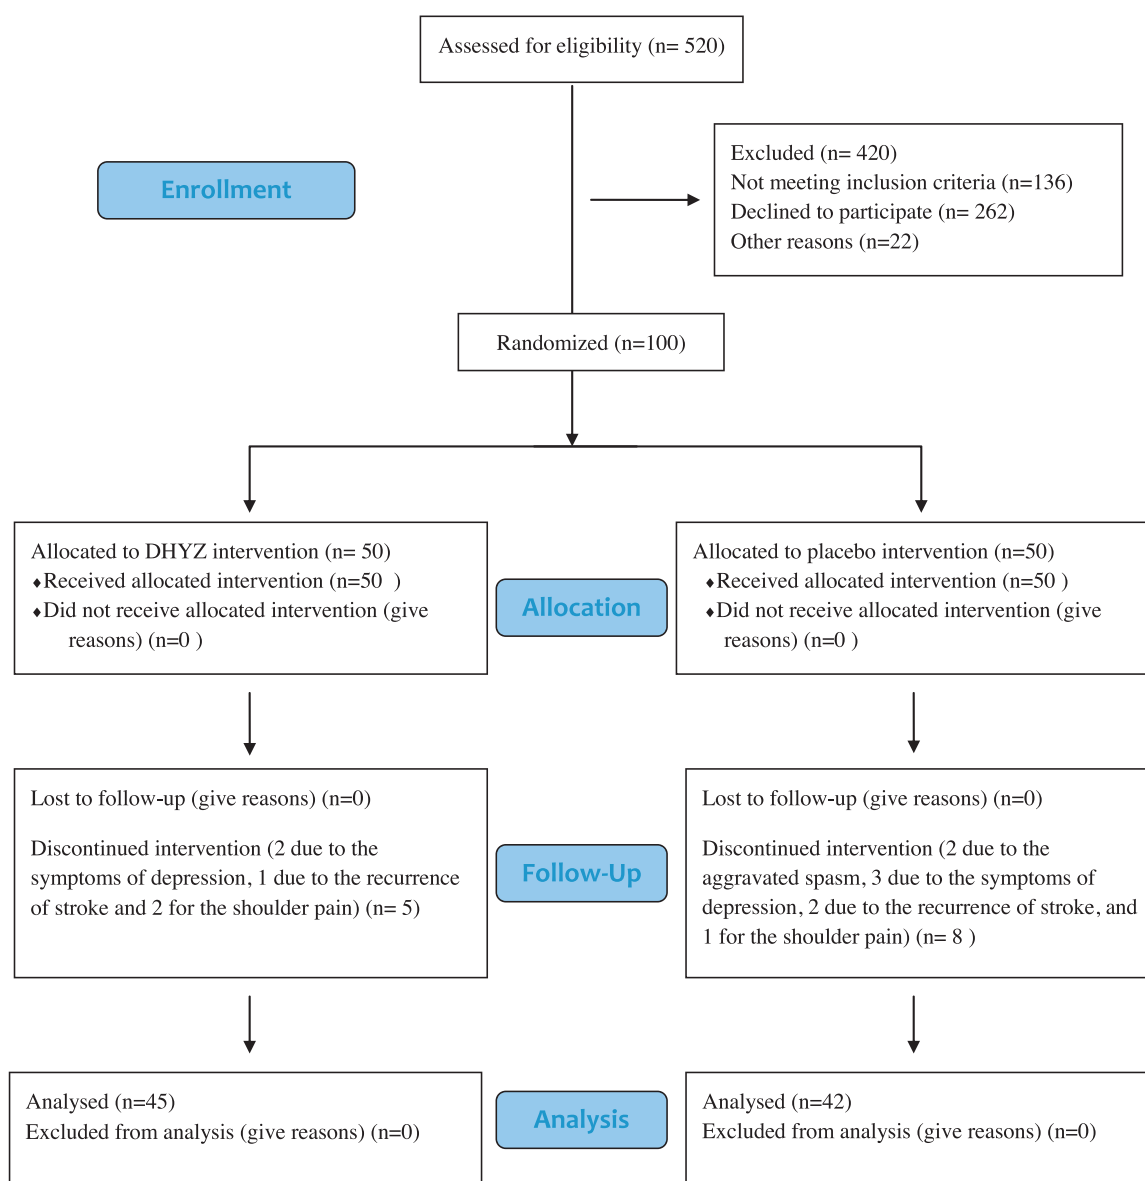 Assessed for eligibility (n= 520)
Excluded (n= 420)
Not meeting inclusion criteria (n=136)
Declined to participate (n= 262)
Other reasons (n=22)
Enrollment
Randomized (n=100)
Allocated to DHYZ intervention (n= 50)
♦Received allocated intervention (n=50 )
♦Did not receive allocated intervention (give
reasons) (n=0 )
Allocation
Allocated to placebo intervention (n=50)
♦Received allocated intervention (n=50 )
♦Did not receive allocated intervention (give
reasons) (n=0 )
Lost to follow-up (give reasons) (n=0)
Discontinued intervention (2 due to the
symptoms of depression, 1 due to the recurrence
of stroke and 2 for the shoulder pain) (n= 5)
Follow-Up
Lost to follow-up (give reasons) (n=0)
Discontinued intervention (2 due to the
aggravated spasm, 3 due to the symptoms of
depression, 2 due to the recurrence of stroke, and
1 for the shoulder pain) (n= 8 )
Analysed (n=45)
Excluded from analysis (give reasons) (n=0)
Analysis
Analysed (n=42)
Excluded from analysis (give reasons) (n=0)